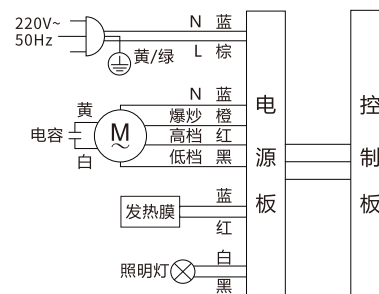 220V~
50Hz
N 蓝
L 棕
黄/绿
N 蓝
爆炒 橙
高档 红
低档 黑
黄
电容
白
M
~
发热膜
蓝
红
照明灯
白
黑
电源板
控制板